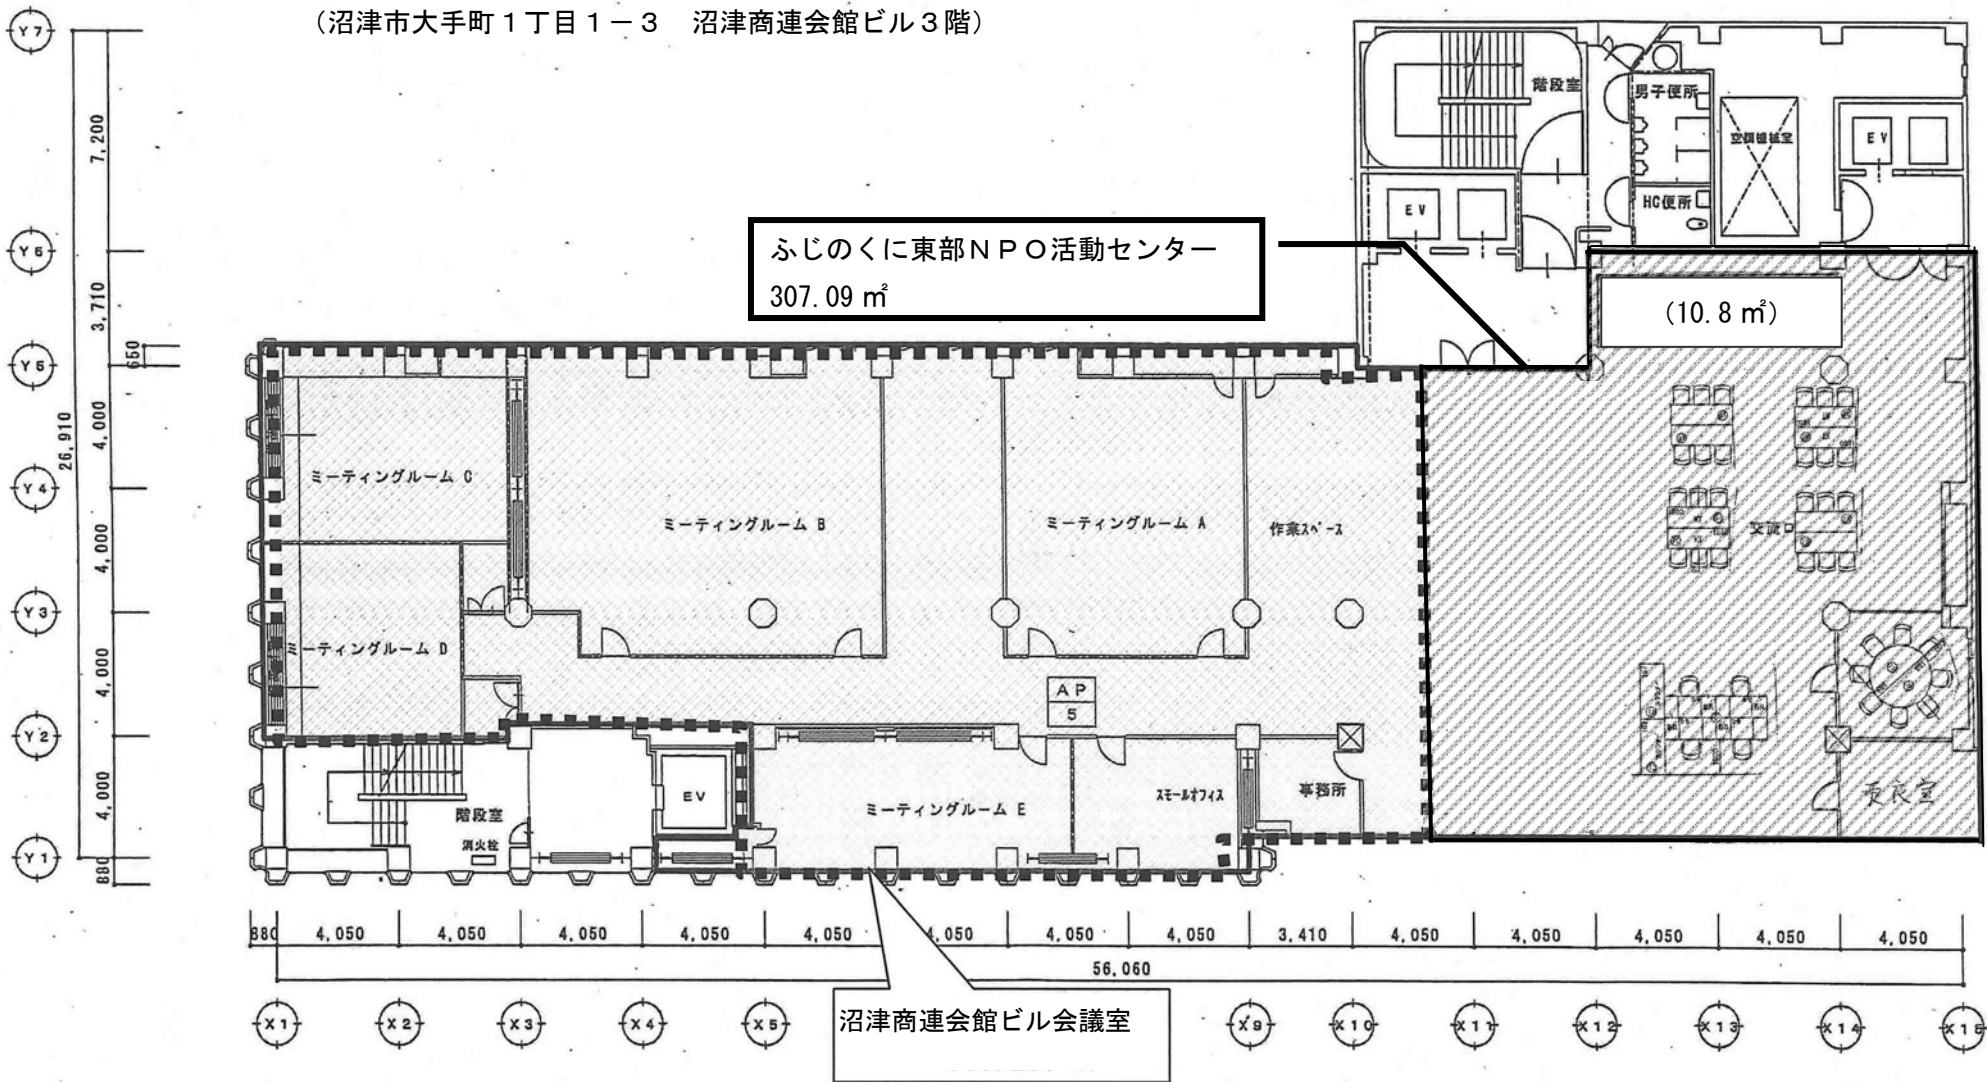 （沼津市大手町１丁目１－３　沼津商連会館ビル３階）
Y7
7,200
階段室
男子便所
空調機械室
EV
HC便所
EV
Y6
ふじのくに東部ＮＰＯ活動センター
307.09 ㎡
(10.8 ㎡)
3,710
650
Y5
4,000
26,910
ミーティングルーム C
ミーティングルーム B
ミーティングルーム A
作業スペース
Y4
4,000
Y3
ミーティングルーム D
4,000
AP
5
Y2
4,000
EV
階段室
消火栓
ミーティングルーム E
スモールオフィス
事務所
更衣室
Y1
880
880
4,050
4,050
4,050
4,050
4,050
4,050
4,050
4,050
3,410
4,050
4,050
4,050
4,050
4,050
56,060
沼津商連会館ビル会議室
X1
X2
X3
X4
X5
X9
X10
X11
X12
X13
X14
X15